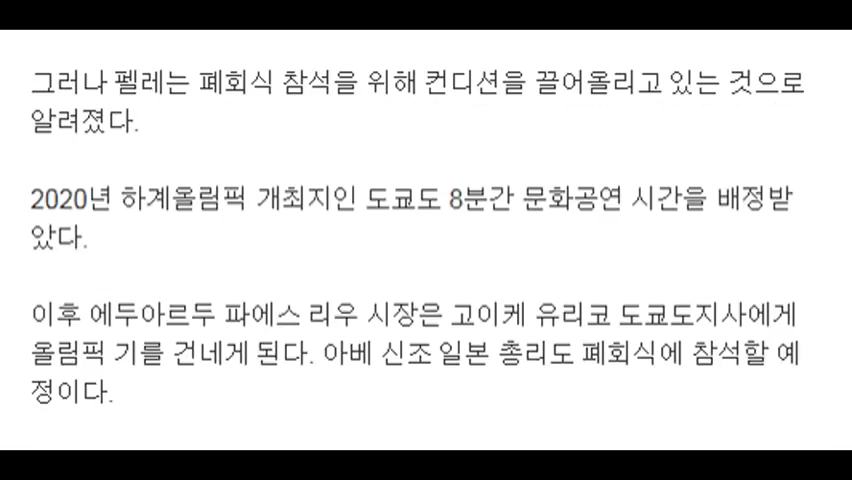 그러나 펠레는 폐회식 참석을 위해 컨디션을 끌어올리고 있는 것으로
알려졌다.
2020년 하계올림픽 개최지인 도쿄도 8분간 문화공연 시간을 배정받
았다.
이후 에두아르두 파에스 리우 시장은 고이케 유리코 도쿄도지사에게
올림픽 기를 건네게 된다. 아베 신조 일본 총리도 폐회식에 참석할 예
정이다.